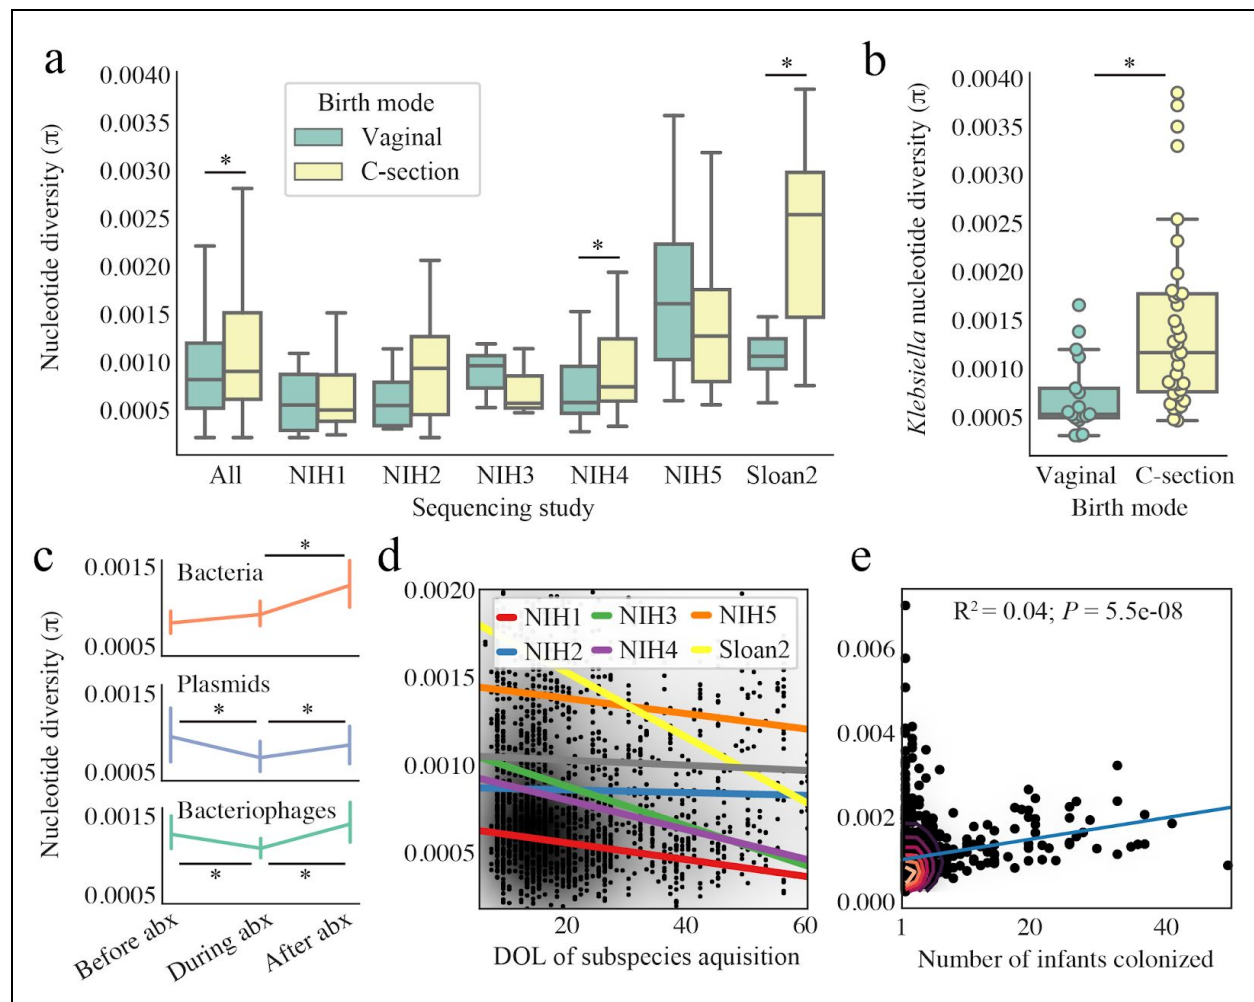 a
0.0040
0.0035
0.0030
0.0025
0.0020
0.0015
0.0010
0.0005
Nucleotide diversity (π)
Birth mode
Vaginal
C-section
*
*
*
All NIH1 NIH2 NIH3 NIH4 NIH5 Sloan2
Sequencing study
b
0.0040
0.0035
0.0030
0.0025
0.0020
0.0015
0.0010
0.0005
Klebsiella nucleotide diversity (π)
*
Vaginal C-section
Birth mode
c
Nucleotide diversity (π)
0.0015
0.0005
Bacteria
*
0.0015
0.0005
Plasmids
* *
0.0015
0.0005
Bacteriophages
* *
Before abx
During abx
After abx
d
0.0020
0.0015
0.0010
0.0005
NIH1 NIH3 NIH5
NIH2 NIH4 Sloan2
20 40 60
DOL of subspecies aquisition
e
R2 = 0.04; P = 5.5e-08
0.006
0.004
0.002
0.000
1 20 40
Number of infants colonized